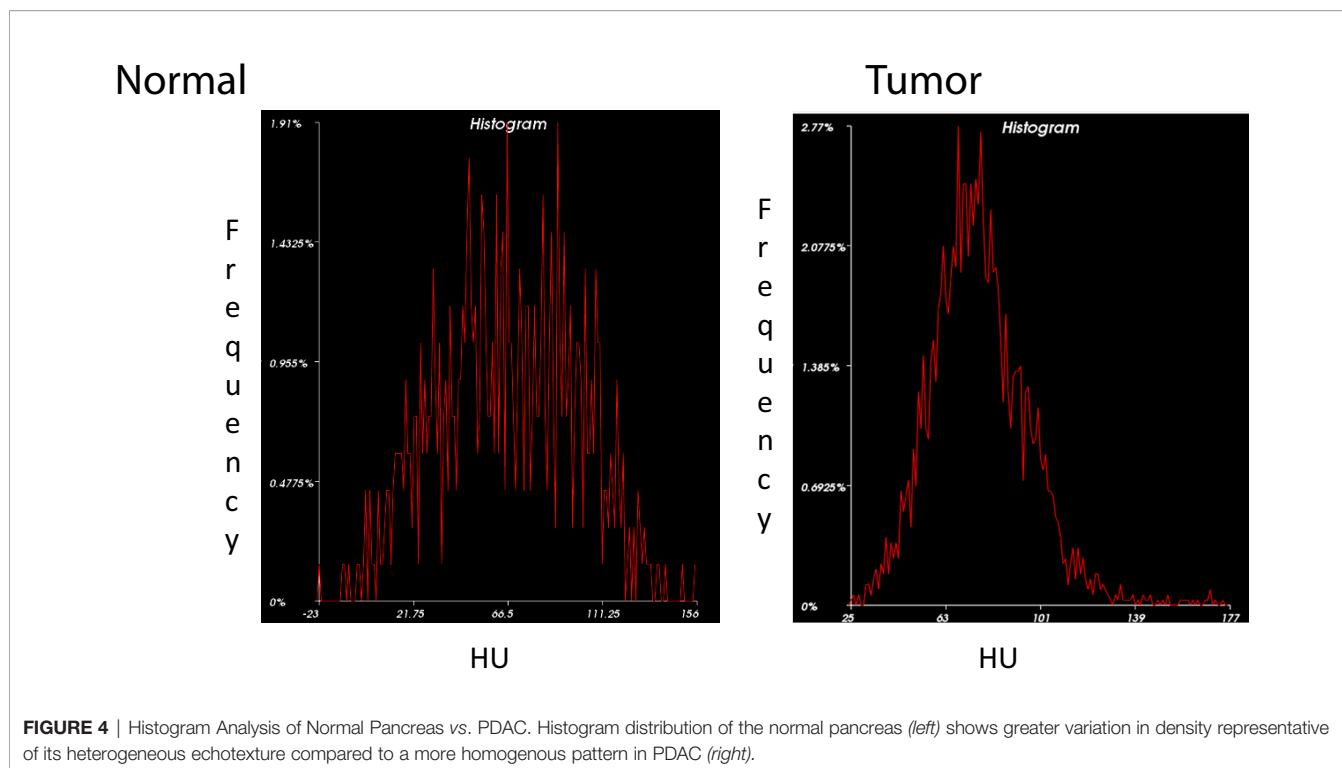 Normal
Histogram
1.91%
1.4325%
0.955%
0.4775%
0%
-23 21.75 66.5 111.25 156
Frequency
HU
Tumor
Histogram
2.77%
2.0775%
1.385%
0.6925%
0%
25 63 101 139 177
Frequency
HU
FIGURE 4 | Histogram Analysis of Normal Pancreas vs. PDAC. Histogram distribution of the normal pancreas (left) shows greater variation in density representative
of its heterogeneous echotexture compared to a more homogenous pattern in PDAC (right).